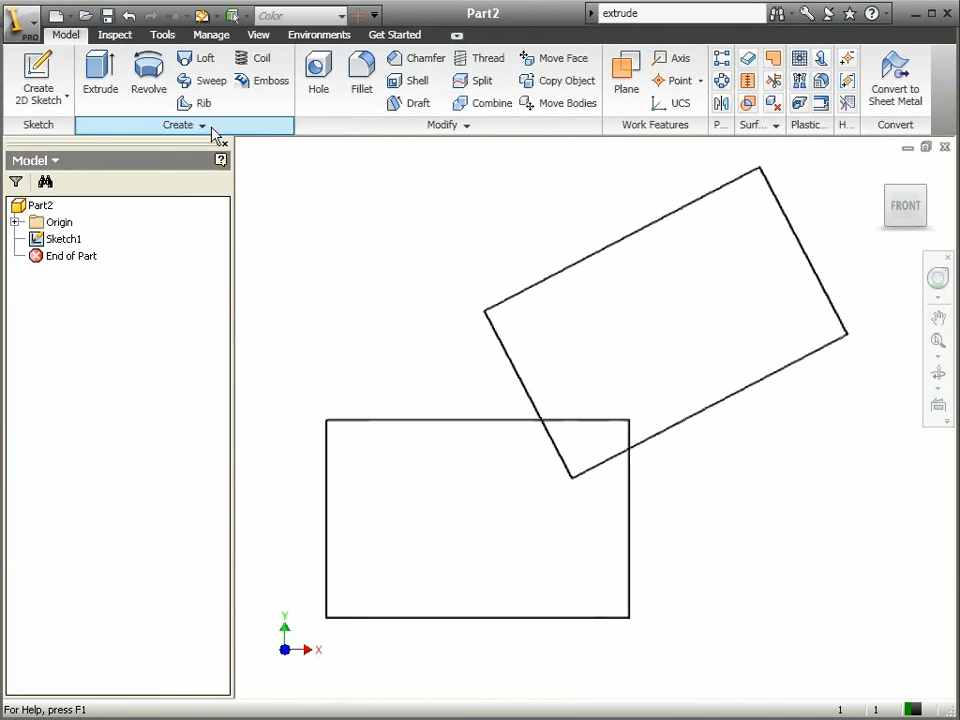 Color
Part2
extrude
PRO
Model Inspect Tools Manage View Environments Get Started
Create 2D Sketch
Extrude
Revolve
Loft
Sweep
Rib
Coil
Emboss
Hole
Fillet
Chamfer
Shell
Draft
Thread
Split
Combine
Move Face
Copy Object
Move Bodies
Plane
Axis
Point
UCS
Convert to Sheet Metal
Sketch Create Modify Work Features P... Surf... Plastic... H... Convert
Model
Part2
Origin
Sketch1
End of Part
FRONT
Y
X
For Help, press F1
1 1